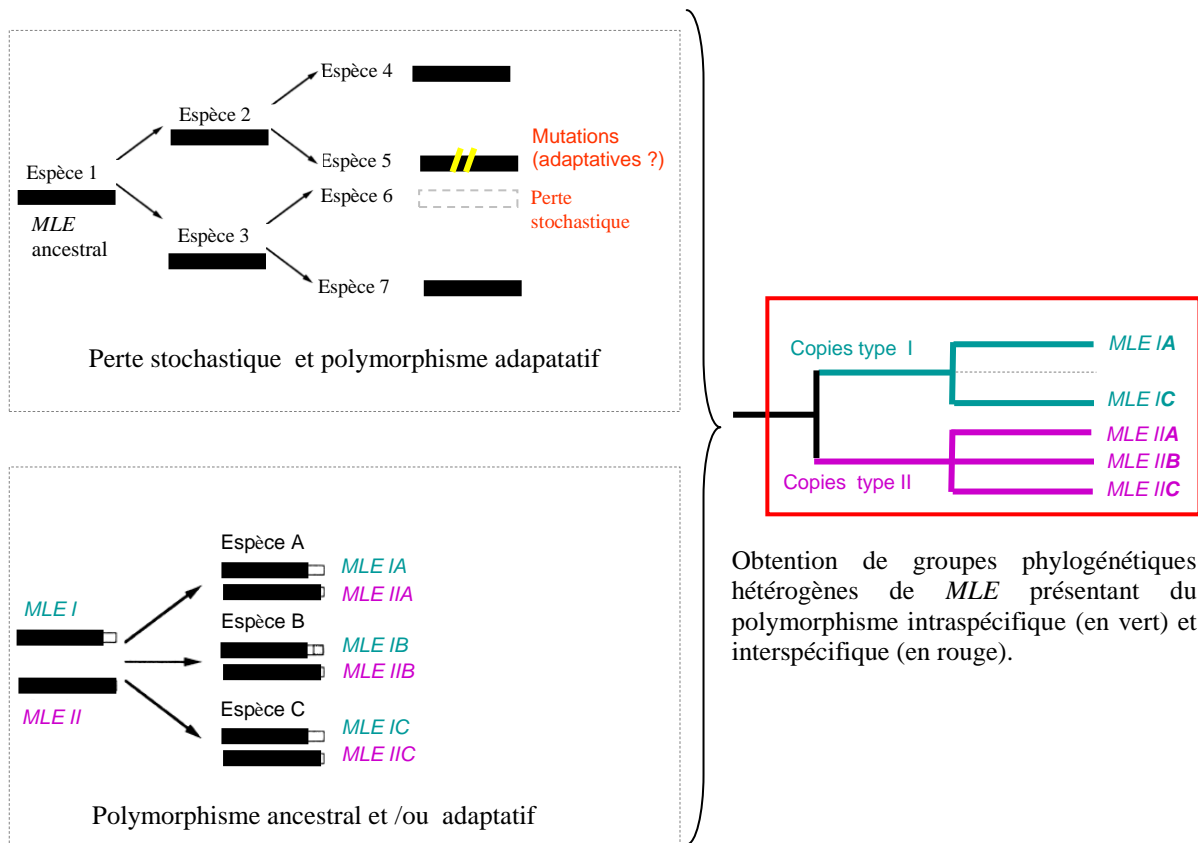 Espèce 4
Espèce 2
Mutations
(adaptatives ?)
Espèce 5
Espèce 1
Espèce 6
Perte
stochastique
MLE
ancestral
Espèce 3
Espèce 7
Perte stochastique et polymorphisme adapatatif
Espèce A
MLE IA
MLE IIA
MLE I
Espèce B
MLE IB
MLE IIB
MLE II
Espèce C
MLE IC
MLE IIC
Polymorphisme ancestral et /ou adaptatif
Copies type I
MLE IA
MLE IC
MLE IIA
MLE IIB
Copies type II
MLE IIC
Obtention de groupes phylogénétiques
hétérogènes de MLE présentant du
polymorphisme intraspécifique (en vert) et
interspécifique (en rouge).